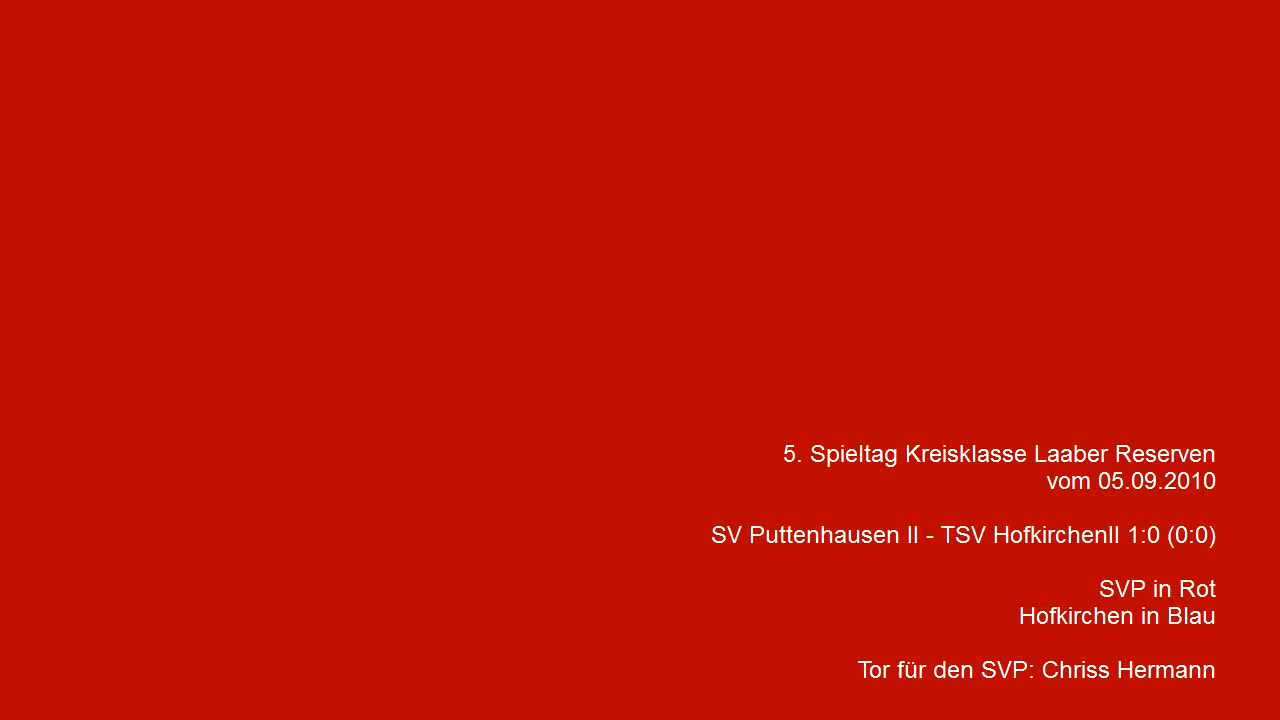 5. Spieltag Kreisklasse Laaber Reserven
vom 05.09.2010
SV Puttenhausen II - TSV HofkirchenII 1:0 (0:0)
SVP in Rot
Hofkirchen in Blau
Tor für den SVP: Chriss Hermann